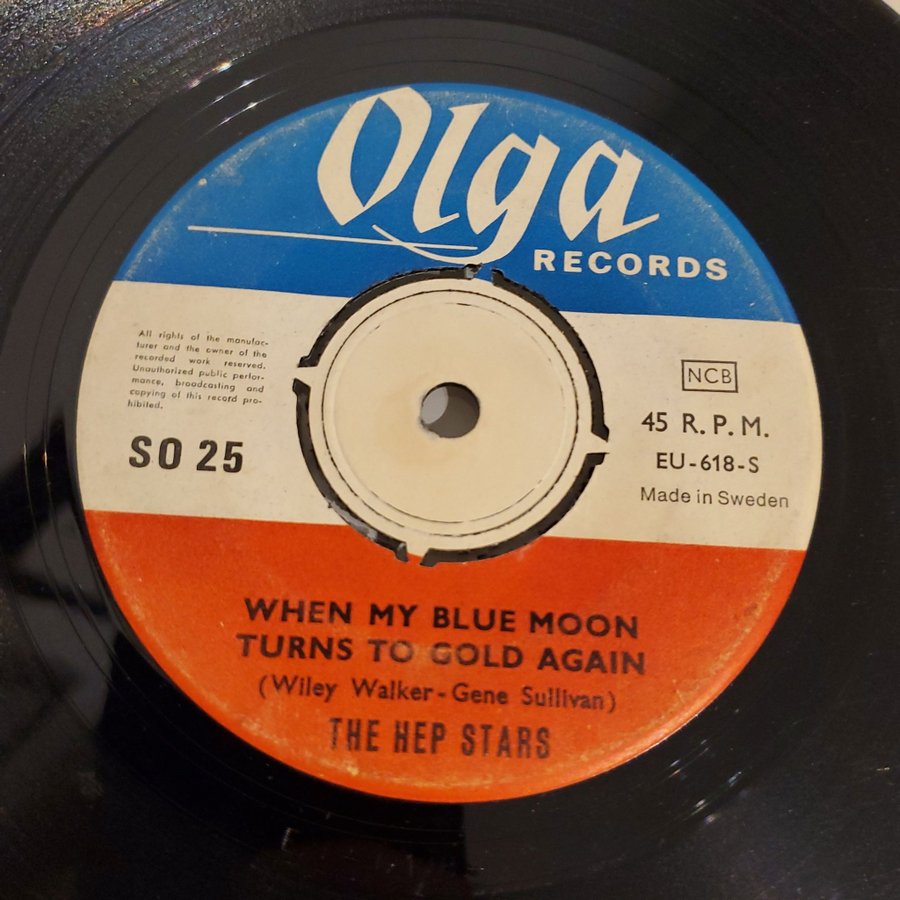 Olga
RECORDS
All rights of the manufac-
turer and the owner of the
recorded work reserved.
Unauthorized public perfor-
mance, broadcasting and
copying of this record pro-
hibited.
SO 25
NCB
45 R.P.M.
EU-618-S
Made in Sweden
WHEN MY BLUE MOON
TURNS TO GOLD AGAIN
(Wiley Walker-Gene Sullivan)
THE HEP STARS